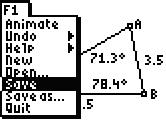 F1
Animate
Undo
Help
New
Open...
Save
Save as...
Quit
A
71.3°
3.5
78.4°
B
.5